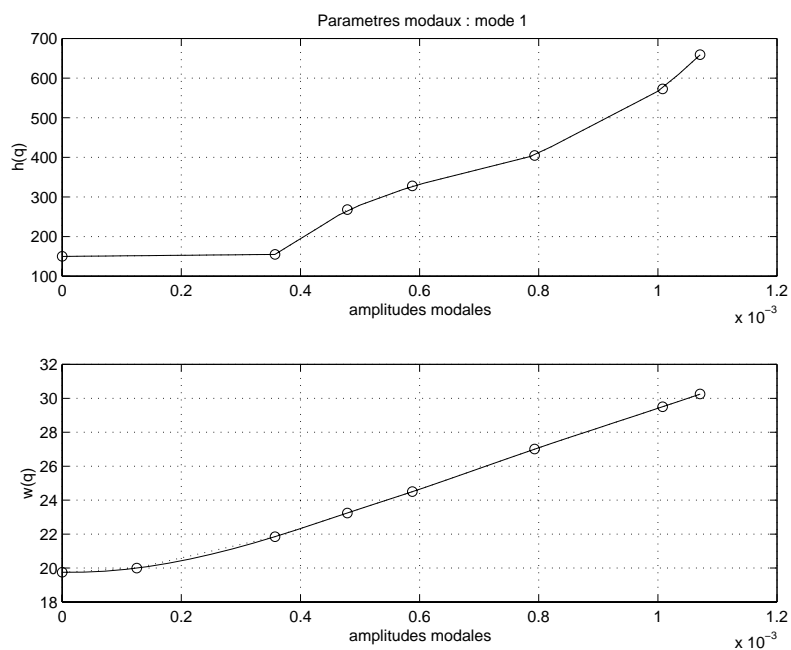 Parametres modaux : mode 1
700
600
500
400
300
200
100
h(q)
0 0.2 0.4 0.6 0.8 1 1.2
amplitudes modales
x 10⁻³
32
30
28
26
24
22
20
18
w(q)
0 0.2 0.4 0.6 0.8 1 1.2
amplitudes modales
x 10⁻³